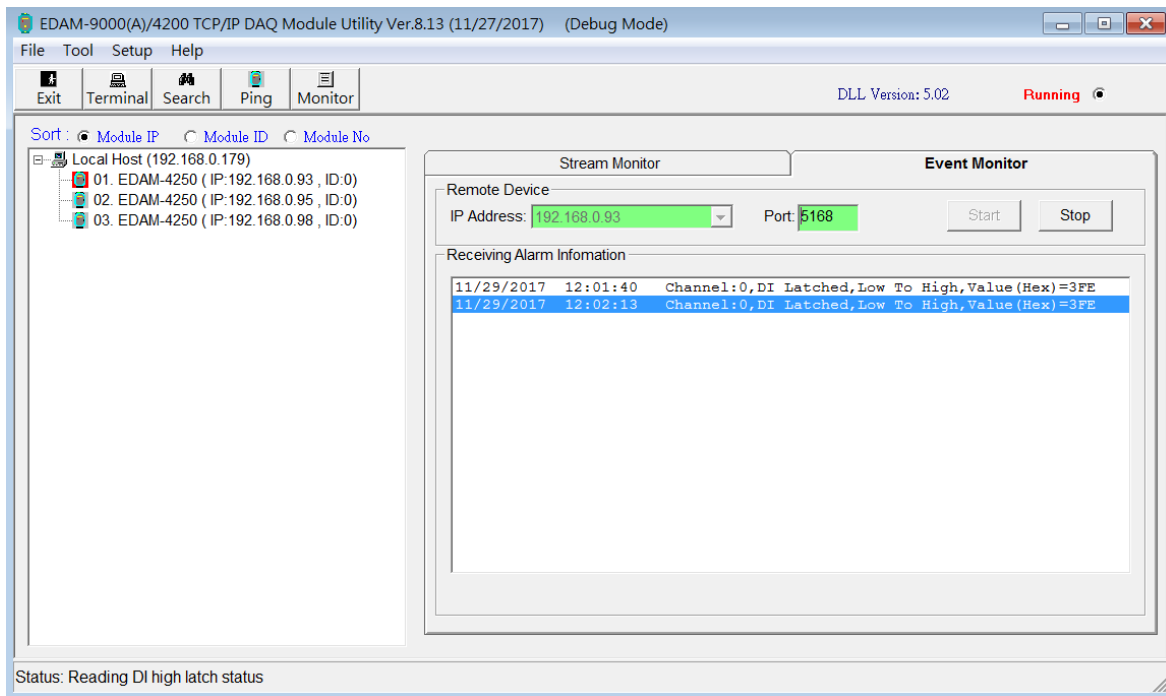 EDAM-9000(A)/4200 TCP/IP DAQ Module Utility Ver.8.13 (11/27/2017) (Debug Mode)
File Tool Setup Help
Exit Terminal Search Ping Monitor
DLL Version: 5.02 Running
Sort : Module IP Module ID Module No
Local Host (192.168.0.179)
01. EDAM-4250 ( IP:192.168.0.93 , ID:0)
02. EDAM-4250 ( IP:192.168.0.95 , ID:0)
03. EDAM-4250 ( IP:192.168.0.98 , ID:0)
Stream Monitor Event Monitor
Remote Device
IP Address: 192.168.0.93 Port: 5168 Start Stop
Receiving Alarm Infomation
11/29/2017 12:01:40 Channel:0,DI Latched,Low To High,Value(Hex)=3FE
11/29/2017 12:02:13 Channel:0,DI Latched,Low To High,Value(Hex)=3FE
Status: Reading DI high latch status